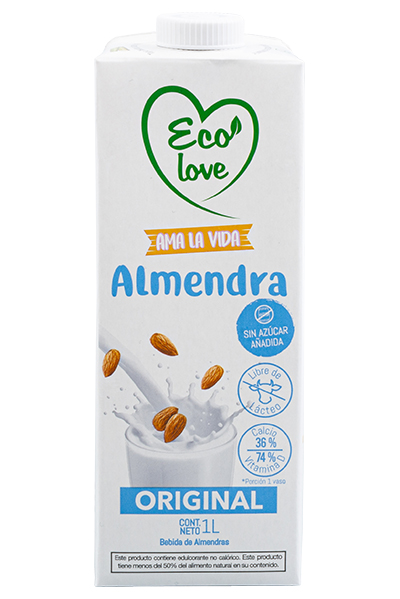 Eco
love
AMA LA VIDA
Almendra
SIN AZÚCAR
AÑADIDA
Libre de
Lácteo
Calcio
36 %
74 %
Vitamina D
*Porción 1 vaso
ORIGINAL
CONT.
NETO 1L
Bebida de Almendras
Este producto contiene edulcorante no calórico. Este producto
tiene menos del 50% del alimento natural en su contenido.